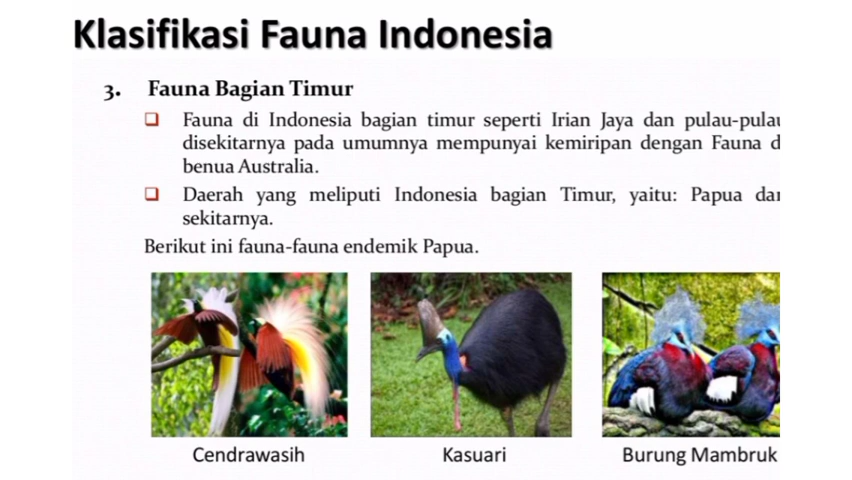 Klasifikasi Fauna Indonesia
3. Fauna Bagian Timur
Fauna di Indonesia bagian timur seperti Irian Jaya dan pulau-pulau
disekitarnya pada umumnya mempunyai kemiripan dengan Fauna d
benua Australia.
Daerah yang meliputi Indonesia bagian Timur, yaitu: Papua dan
sekitarnya.
Berikut ini fauna-fauna endemik Papua.
Cendrawasih
Kasuari
Burung Mambruk